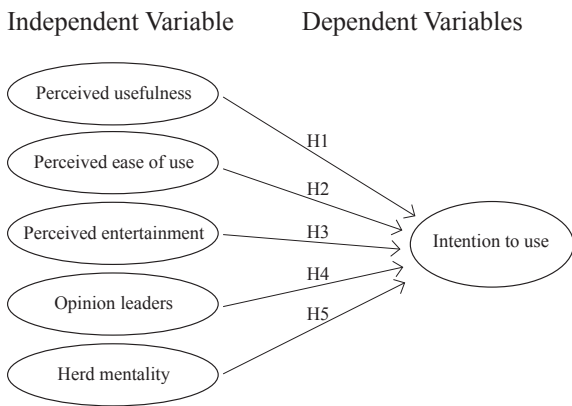 Independent Variable
Dependent Variables
Perceived usefulness
H1
Perceived ease of use
H2
Perceived entertainment
H3
Intention to use
Opinion leaders
H4
Herd mentality
H5